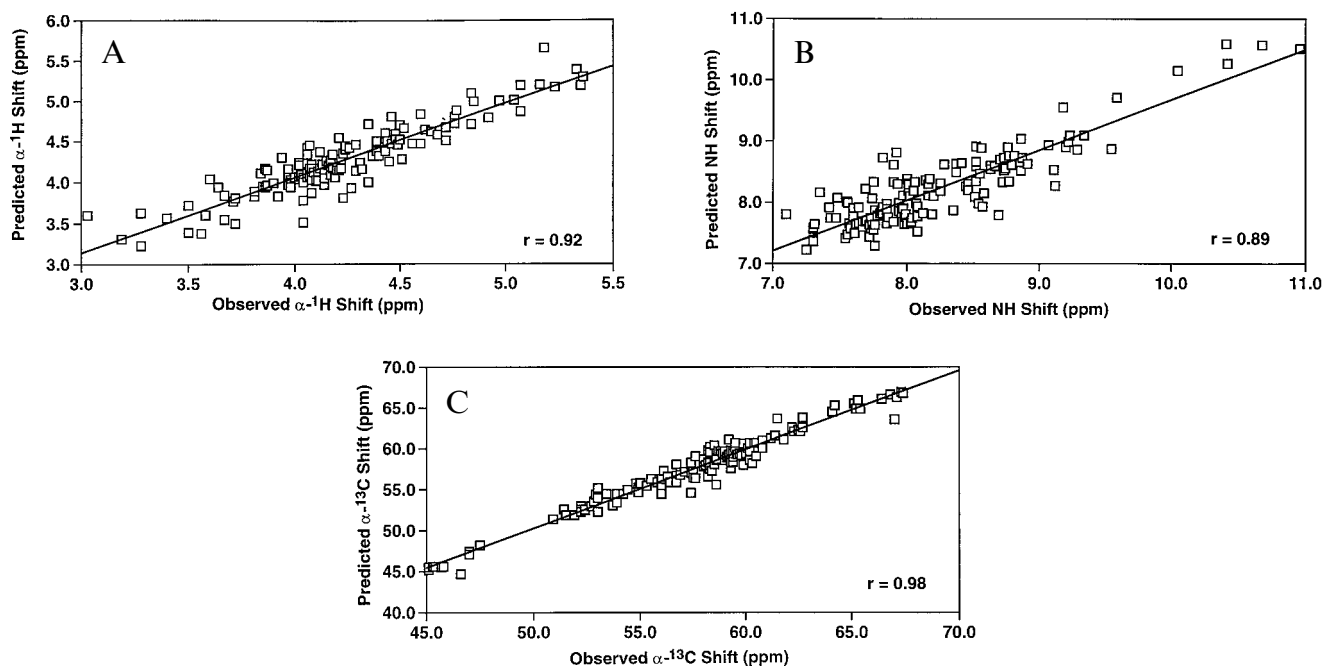 A
Predicted α-¹H Shift (ppm)
6.0
5.5
5.0
4.5
4.0
3.5
3.0
3.0 3.5 4.0 4.5 5.0 5.5
Observed α-¹H Shift (ppm)
r = 0.92
B
Predicted NH Shift (ppm)
11.0
10.0
9.0
8.0
7.0
7.0 8.0 9.0 10.0 11.0
Observed NH Shift (ppm)
r = 0.89
C
Predicted α-¹³C Shift (ppm)
70.0
65.0
60.0
55.0
50.0
45.0
40.0
45.0 50.0 55.0 60.0 65.0 70.0
Observed α-¹³C Shift (ppm)
r = 0.98